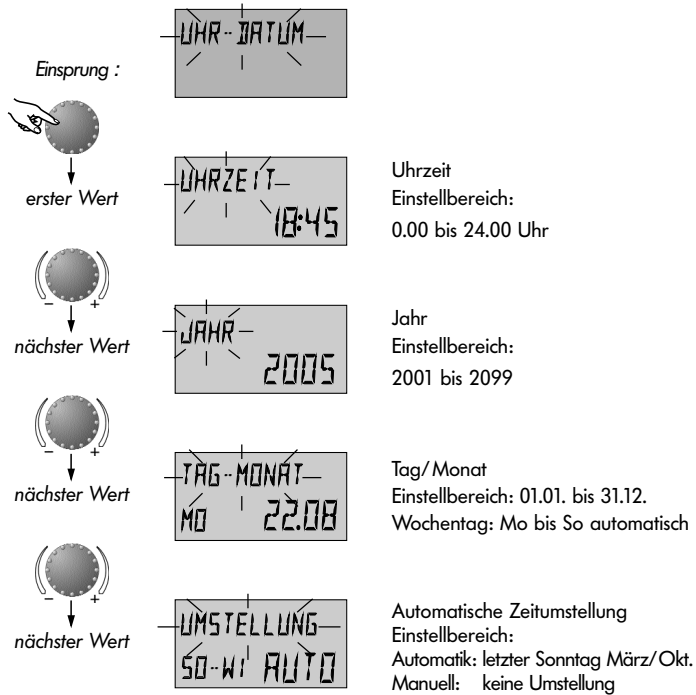 UHR-DATUM
Einsprung :
erster Wert
UHRZEIT
18:45
Uhrzeit
Einstellbereich:
0.00 bis 24.00 Uhr
– +
nächster Wert
JAHR
2005
Jahr
Einstellbereich:
2001 bis 2099
– +
nächster Wert
TAG-MONAT
MO 22.08
Tag/Monat
Einstellbereich: 01.01. bis 31.12.
Wochentag: Mo bis So automatisch
– +
nächster Wert
UMSTELLUNG
SO-WI AUTO
Automatische Zeitumstellung
Einstellbereich:
Automatik: letzter Sonntag März/Okt.
Manuell: keine Umstellung